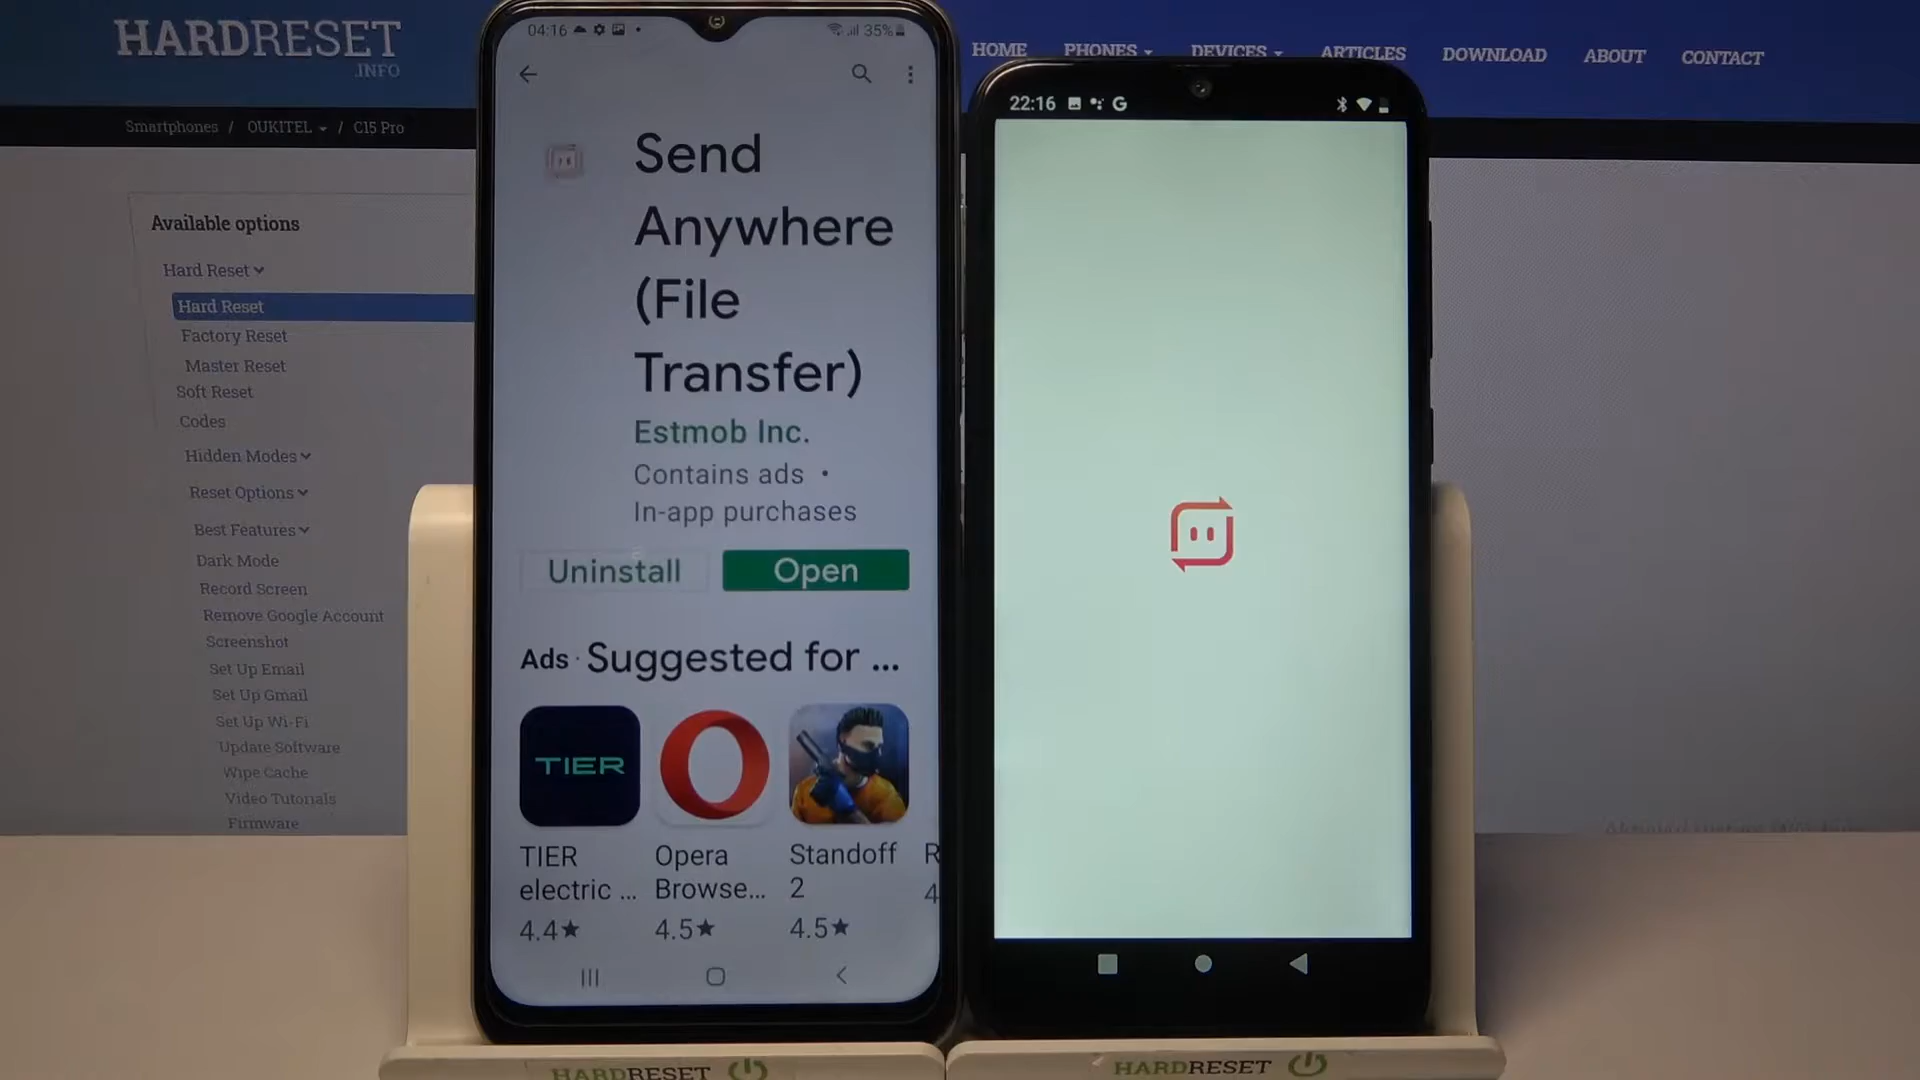 HARDRESET
.INFO
HOME PHONES DEVICES ARTICLES DOWNLOAD ABOUT CONTACT
Smartphones / OUKITEL / C15 Pro
Available options
Hard Reset
Hard Reset
Factory Reset
Master Reset
Soft Reset
Codes
Hidden Modes
Reset Options
Best Features
Dark Mode
Record Screen
Remove Google Account
Screenshot
Set Up Email
Set Up Gmail
Set Up Wi-Fi
Update Software
Wipe Cache
Video Tutorials
Firmware
04:16 35%
Send
Anywhere
(File
Transfer)
Estmob Inc.
Contains ads •
In-app purchases
Uninstall Open
Ads · Suggested for ...
TIER
TIER
electric ...
4.4★
Opera
Browse...
4.5★
Standoff
2
4.5★
R
4
22:16 G
HARDRESET
HARDRESET